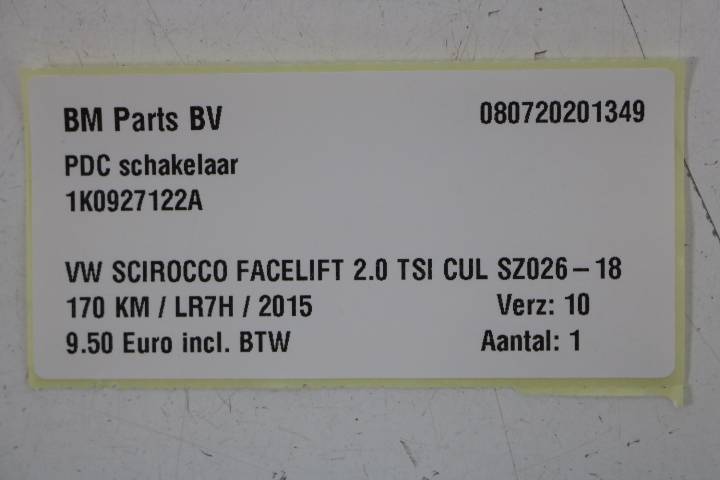 BM Parts BV 080720201349
PDC schakelaar
1K0927122A
VW SCIROCCO FACELIFT 2.0 TSI CUL SZ026-18
170 KM / LR7H / 2015 Verz: 10
9.50 Euro incl. BTW Aantal: 1